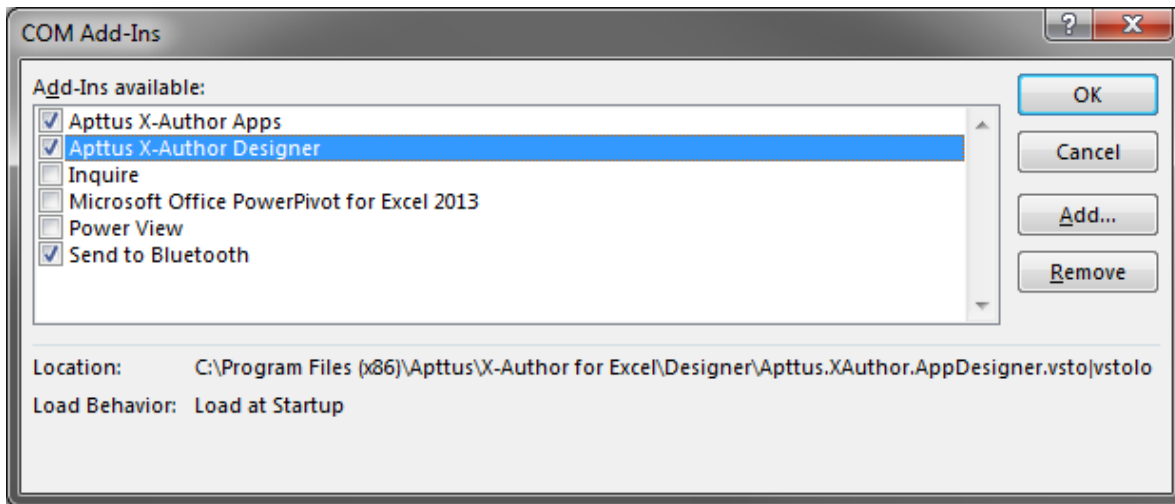 COM Add-Ins
?
X
Add-Ins available:
Apttus X-Author Apps
Apttus X-Author Designer
Inquire
Microsoft Office PowerPivot for Excel 2013
Power View
Send to Bluetooth
OK
Cancel
Add...
Remove
Location: C:\Program Files (x86)\Apttus\X-Author for Excel\Designer\Apttus.XAuthor.AppDesigner.vsto|vstolo
Load Behavior: Load at Startup